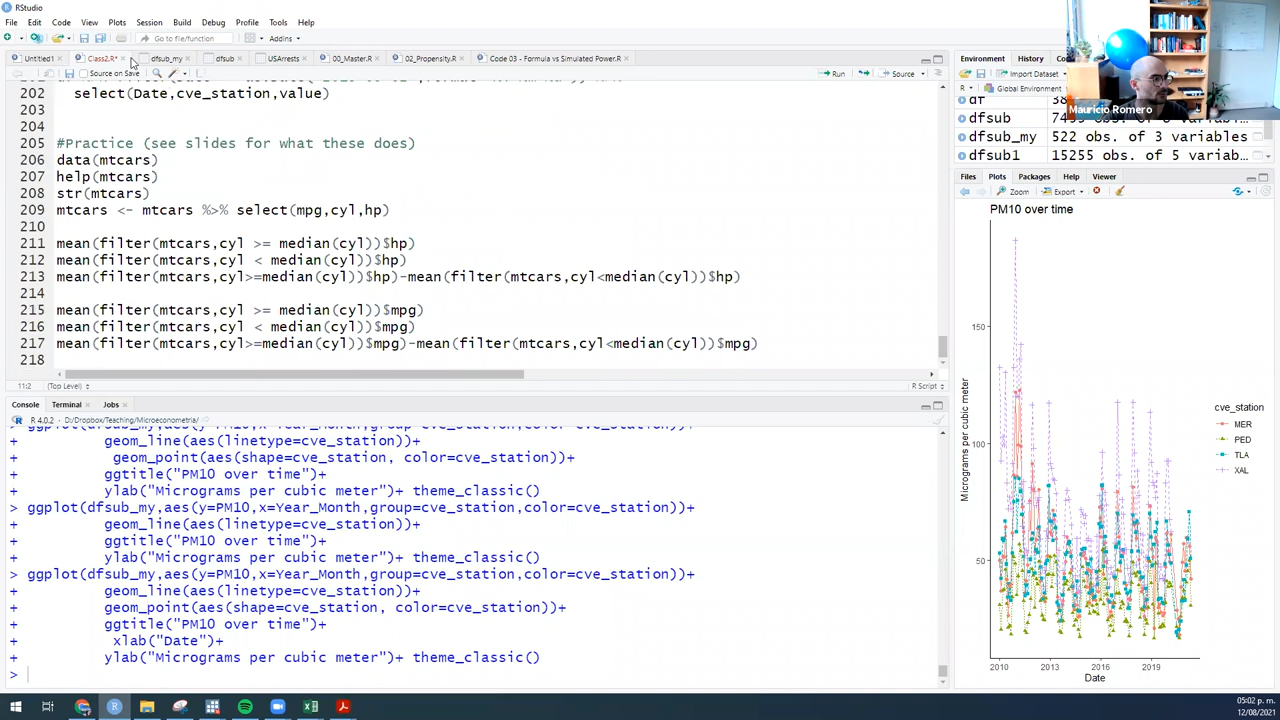 RStudio
File Edit Code View Plots Session Build Debug Profile Tools Help
Go to file/function Addins
Untitled1 Class2.R* dfsub_my dfsub USArrests 00_Master.R 02_Propensity.R Code 03 - Formula vs Simulated Power.R
Source on Save Run Source
202 select(Date,cve_station,Value)
203
204
205 #Practice (see slides for what these does)
206 data(mtcars)
207 help(mtcars)
208 str(mtcars)
209 mtcars <- mtcars %>% select(mpg,cyl,hp)
210
211 mean(filter(mtcars,cyl >= median(cyl))$hp)
212 mean(filter(mtcars,cyl < median(cyl))$hp)
213 mean(filter(mtcars,cyl>=median(cyl))$hp)-mean(filter(mtcars,cyl<median(cyl))$hp)
214
215 mean(filter(mtcars,cyl >= median(cyl))$mpg)
216 mean(filter(mtcars,cyl < median(cyl))$mpg)
217 mean(filter(mtcars,cyl>=median(cyl))$mpg)-mean(filter(mtcars,cyl<median(cyl))$mpg)
218
11:2 (Top Level) R Script
Console Terminal Jobs
R 4.0.2 · D:/Dropbox/Teaching/Microeconometria/
> ggplot(dfsub_my,aes(y=PM10,x=Year_Month,group=cve_station,color=cve_station))+
+ geom_line(aes(linetype=cve_station))+
+ geom_point(aes(shape=cve_station, color=cve_station))+
+ ggtitle("PM10 over time")+
+ ylab("Micrograms per cubic meter")+ theme_classic()
> ggplot(dfsub_my,aes(y=PM10,x=Year_Month,group=cve_station,color=cve_station))+
+ geom_line(aes(linetype=cve_station))+
+ ggtitle("PM10 over time")+
+ ylab("Micrograms per cubic meter")+ theme_classic()
> ggplot(dfsub_my,aes(y=PM10,x=Year_Month,group=cve_station,color=cve_station))+
+ geom_line(aes(linetype=cve_station))+
+ geom_point(aes(shape=cve_station, color=cve_station))+
+ ggtitle("PM10 over time")+
+ xlab("Date")+
+ ylab("Micrograms per cubic meter")+ theme_classic()
>
Mauricio Romero
Environment History
Import Dataset
R Global Environment
df
dfsub
dfsub_my 522 obs. of 3 variables
dfsub1 15255 obs. of 5 variab...
Files Plots Packages Help Viewer
Zoom Export
PM10 over time
Micrograms per cubic meter
150
100
50
2010 2013 2016 2019
Date
cve_station
MER
PED
TLA
XAL
05:02 p. m.
12/08/2021